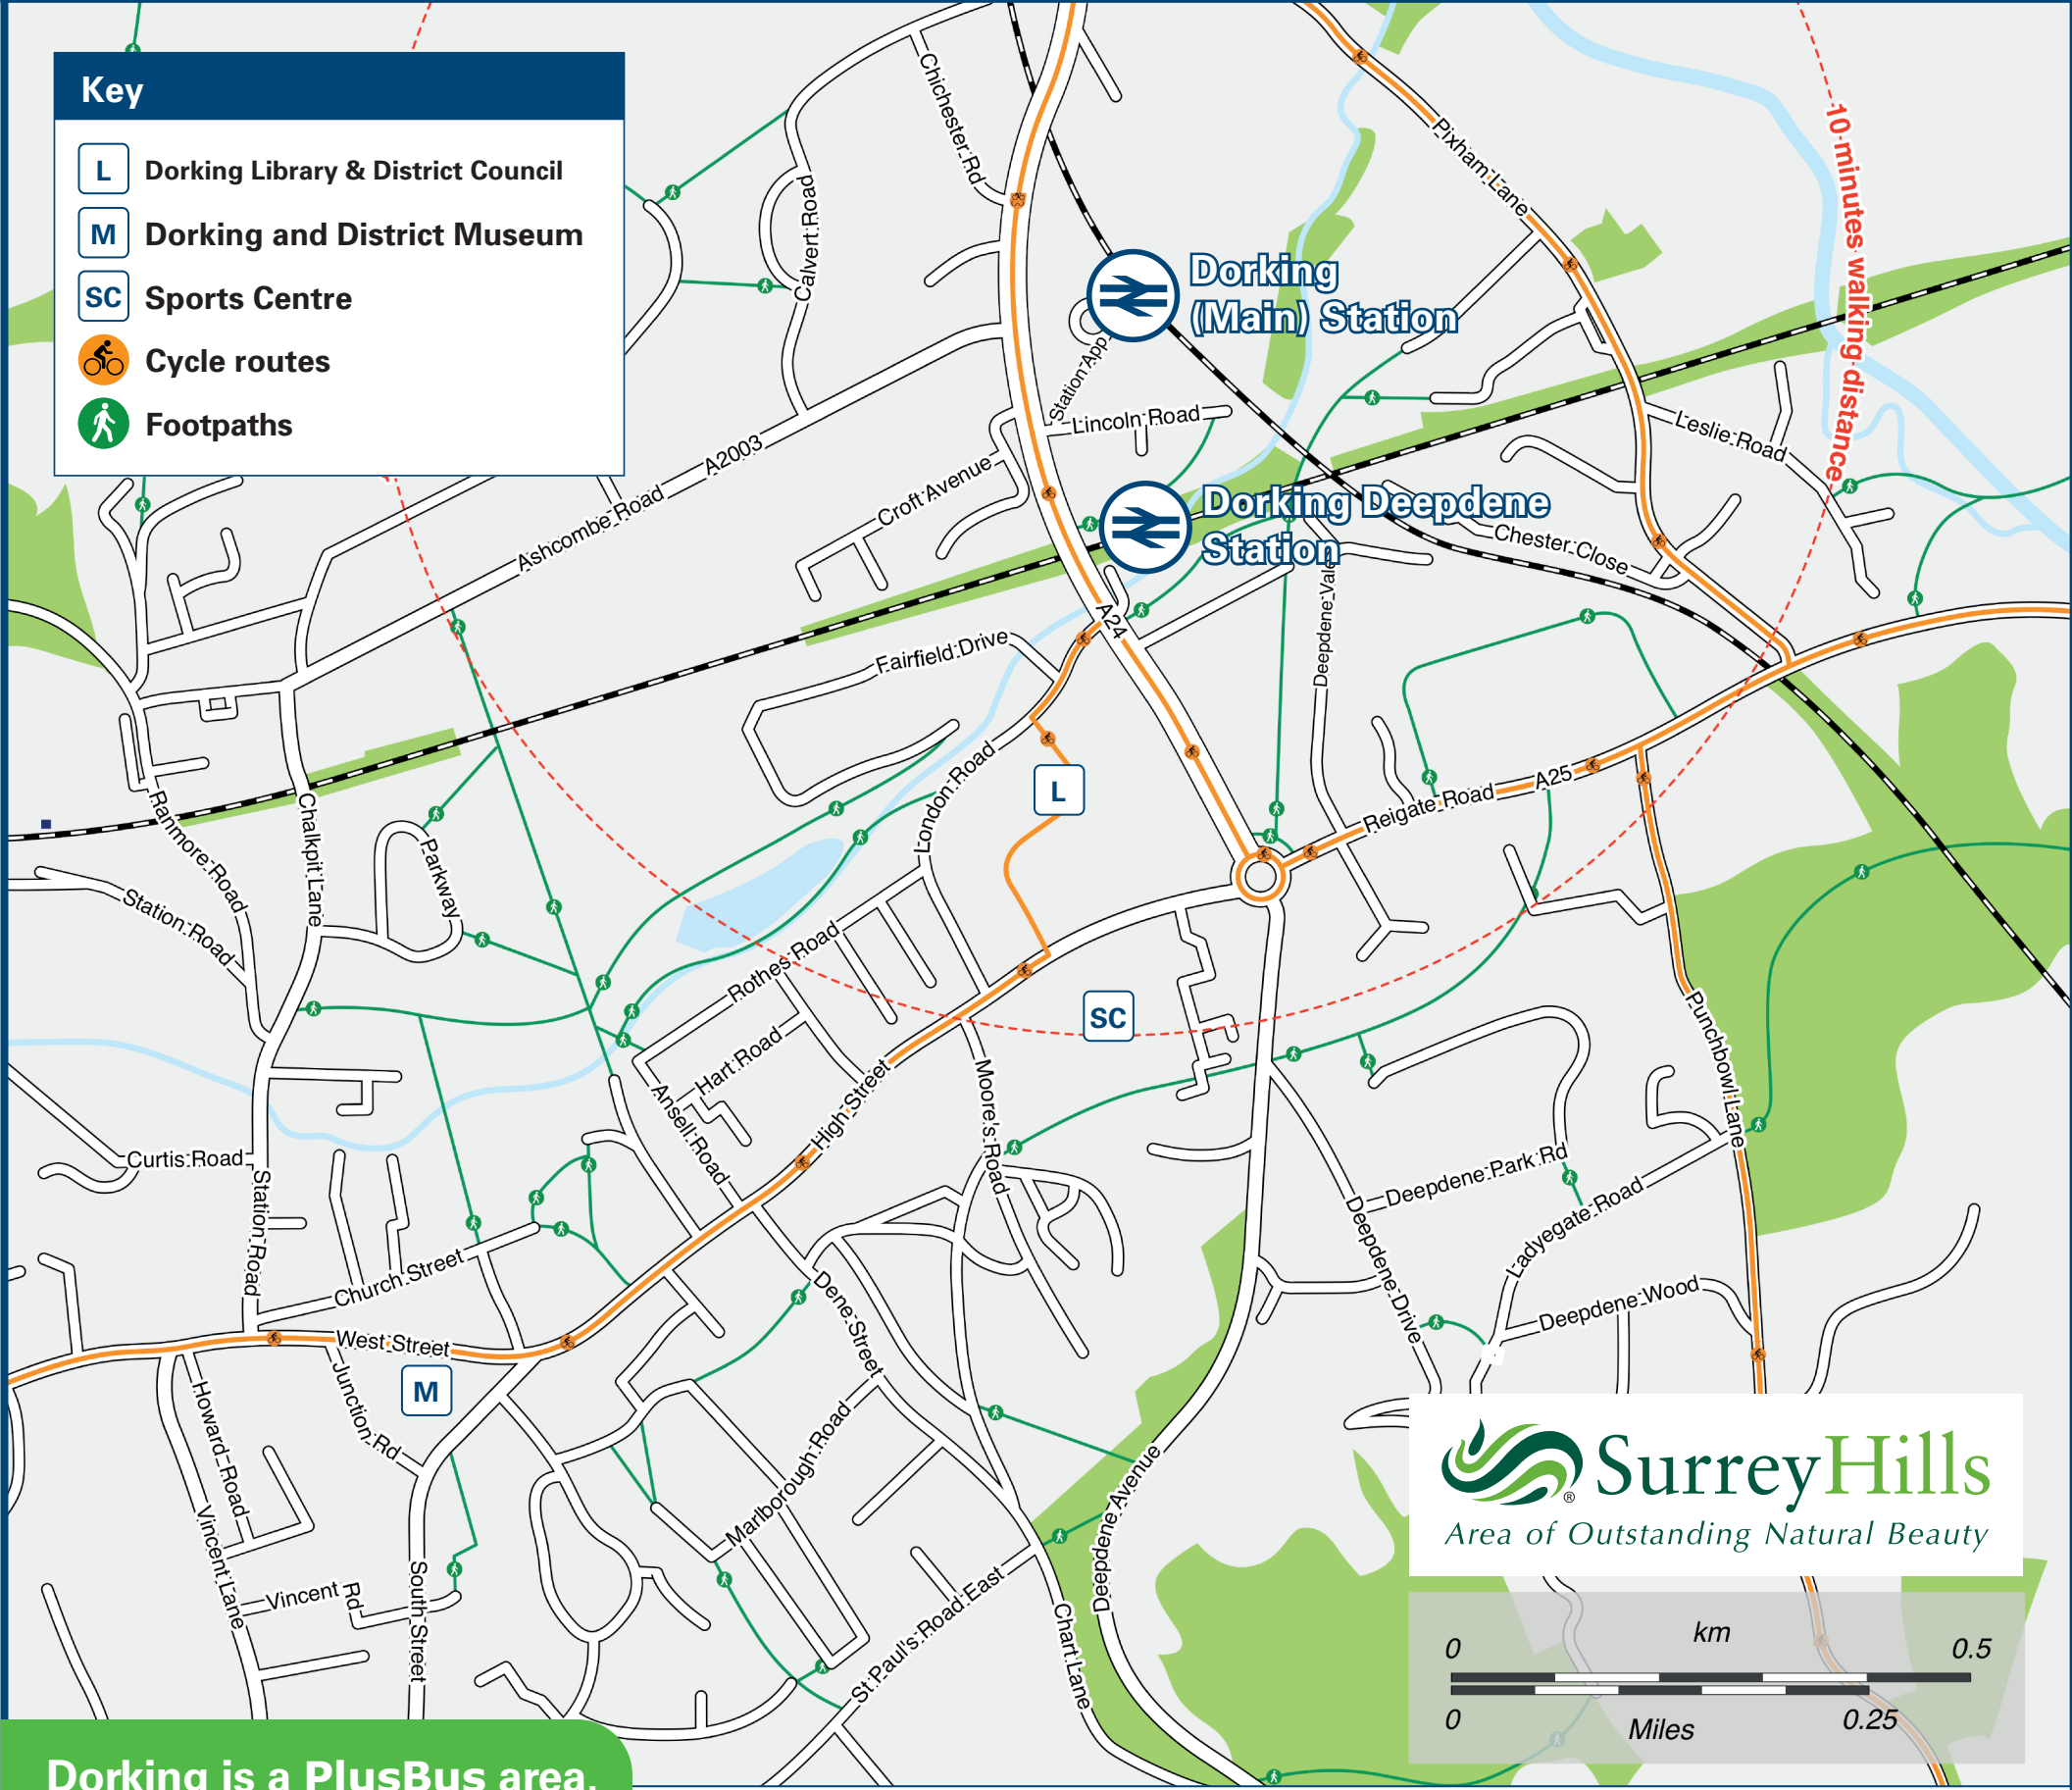 Key
L Dorking Library & District Council
M Dorking and District Museum
SC Sports Centre
Cycle routes
Footpaths
Chichester Rd
Calvert Road
Pixham Lane
10 minutes walking distance
Dorking
(Main) Station
Station App
Lincoln Road
Leslie Road
A2003
Ashcombe Road
Croft Avenue
Dorking Deepdene
Station
Chester Close
A24
Deepdene Vale
Fairfield Drive
London Road
L
Reigate Road
A25
Ranmore Road
Chalkpit Lane
Parkway
Station Road
Rothes Road
Hart Road
SC
Punchbowl Lane
Ansell Road
High Street
Moore's Road
Curtis Road
Station Road
Deepdene Park Rd
Ladyegate Road
Deepdene Drive
Deepdene Wood
Church Street
West Street
Dene Street
M
Junction Rd
Howard Road
Marlborough Road
Deepdene Avenue
Vincent Lane
Vincent Rd
South Street
St Paul's Road East
Chart Lane
SurreyHills
®
Area of Outstanding Natural Beauty
km
0 0.5
0 0.25
Miles
Dorking is a PlusBus area.